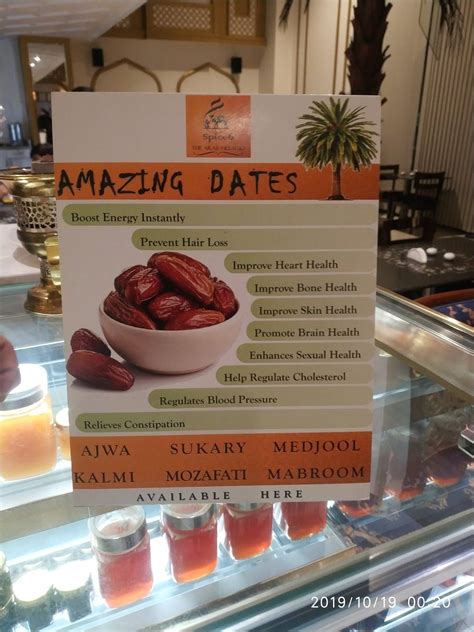 Spice6
AMAZING DATES
Boost Energy Instantly
Prevent Hair Loss
Improve Heart Health
Improve Bone Health
Improve Skin Health
Promote Brain Health
Enhances Sexual Health
Help Regulate Cholesterol
Regulates Blood Pressure
Relieves Constipation
AJWA SUKARY MEDJOOL
KALMI MOZAFATI MABROOM
AVAILABLE HERE
2019/10/19 00:20